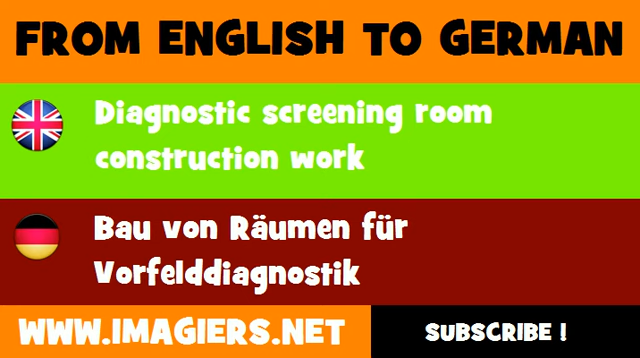 FROM ENGLISH TO GERMAN
Diagnostic screening room
construction work
Bau von Räumen für
Vorfelddiagnostik
WWW.IMAGIERS.NET
SUBSCRIBE !